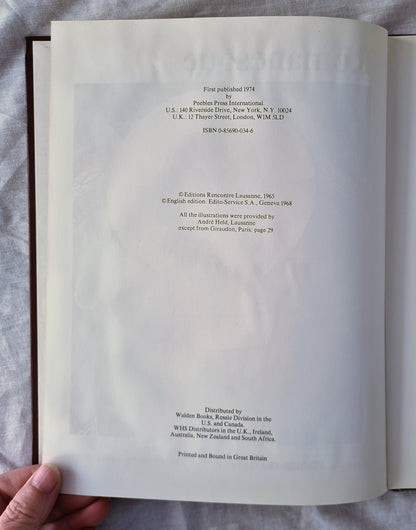 First published 1974
by
Peebles Press International
U.S.: 140 Riverside Drive, New York, N.Y. 10024
U.K.: 12 Thayer Street, London, W1M 5LD
ISBN 0-85690-034-6
© Editions Rencontre Lausanne, 1965
© English edition: Edito-Service S.A., Geneva 1968
All the illustrations were provided by
André Held, Lausanne
except from Giraudon, Paris: page 29
Distributed by
Walden Books, Resale Division in the
U.S. and Canada.
WHS Distributors in the U.K., Ireland,
Australia, New Zealand and South Africa.
Printed and Bound in Great Britain